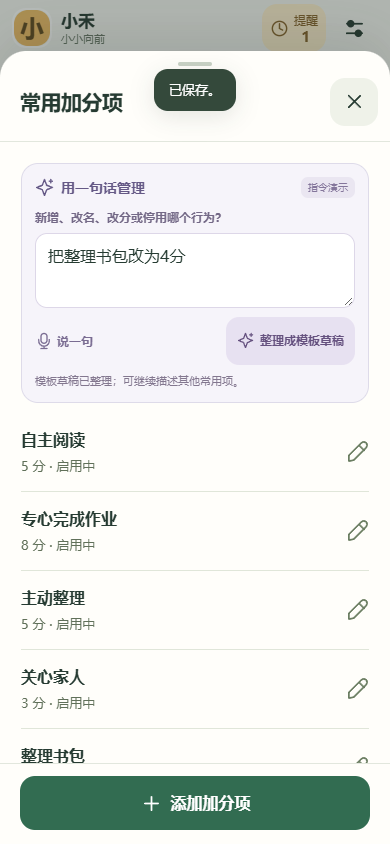 小
小禾
小小向前
提醒
1
常用加分项
已保存。
用一句话管理
指令演示
新增、改名、改分或停用哪个行为?
把整理书包改为4分
说一句
整理成模板草稿
模板草稿已整理；可继续描述其他常用项。
自主阅读
5 分 · 启用中
专心完成作业
8 分 · 启用中
主动整理
5 分 · 启用中
关心家人
3 分 · 启用中
整理书包
添加加分项